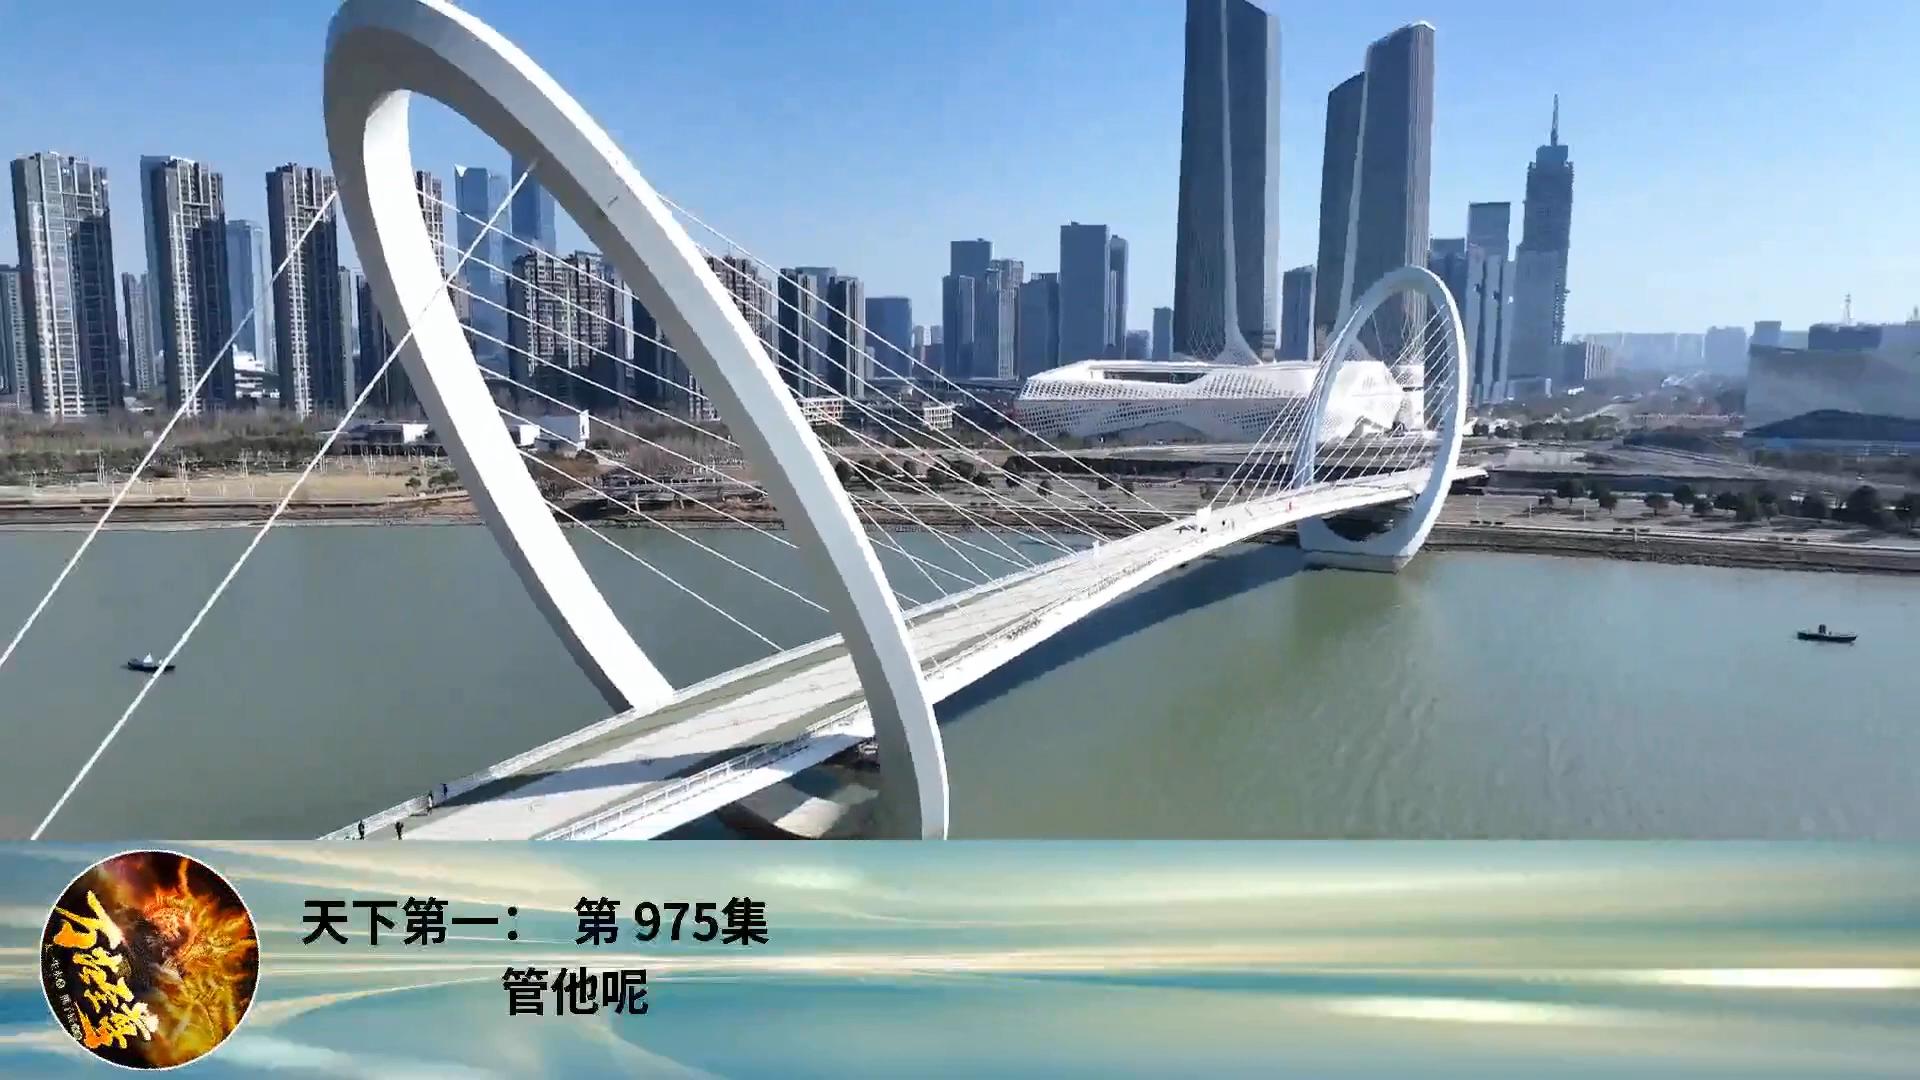 天下第一： 第 975集
管他呢